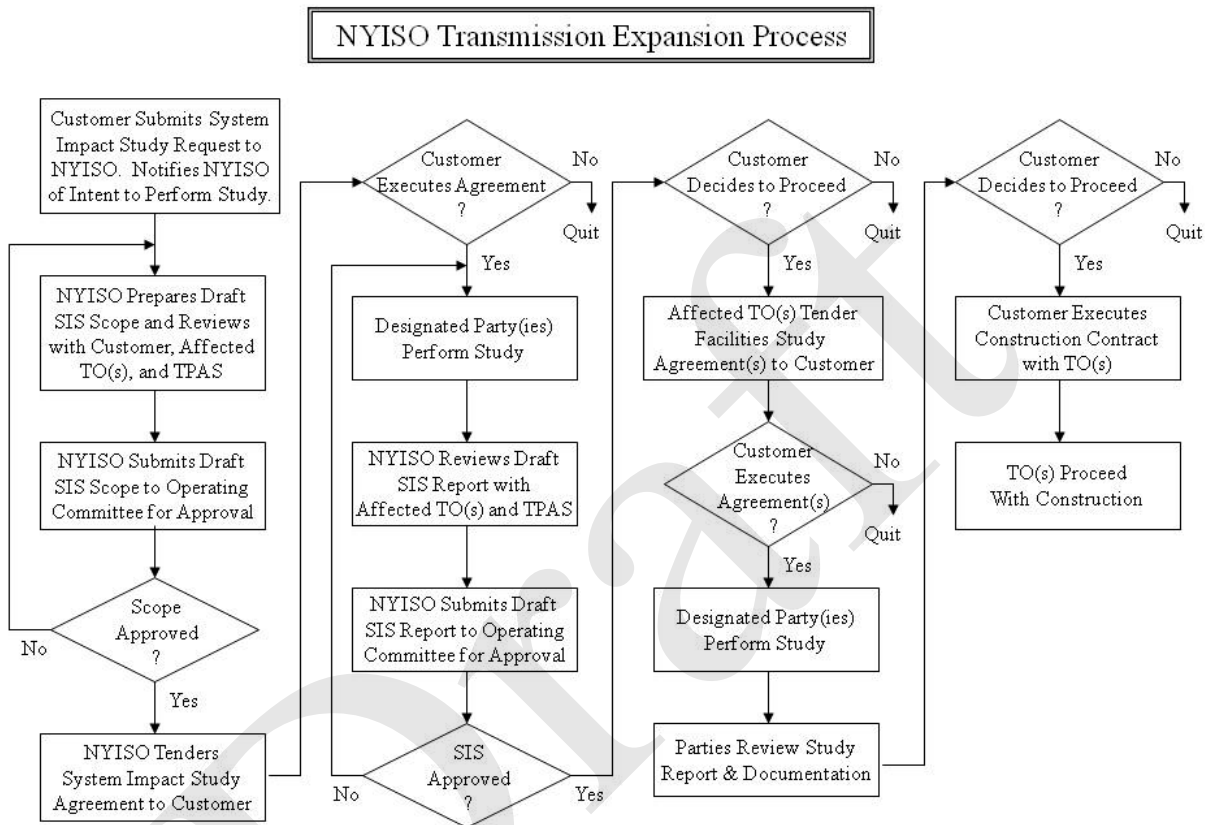 NYISO Transmission Expansion Process
Customer Submits System
Impact Study Request to
NYISO. Notifies NYISO
of Intent to Perform Study.
NYISO Prepares Draft
SIS Scope and Reviews
with Customer, Affected
TO(s), and TPAS
NYISO Submits Draft
SIS Scope to Operating
Committee for Approval
Scope
Approved
?
No
Yes
NYISO Tenders
System Impact Study
Agreement to Customer
Customer
Executes Agreement
?
No
Quit
Yes
Designated Party(ies)
Perform Study
NYISO Reviews Draft
SIS Report with
Affected TO(s) and TPAS
NYISO Submits Draft
SIS Report to Operating
Committee for Approval
SIS
Approved
?
No
Yes
Customer
Decides to Proceed
?
No
Quit
Yes
Affected TO(s) Tender
Facilities Study
Agreement(s) to Customer
Customer
Executes
Agreement(s)
?
No
Quit
Yes
Designated Party(ies)
Perform Study
Parties Review Study
Report & Documentation
Customer
Decides to Proceed
?
No
Quit
Yes
Customer Executes
Construction Contract
with TO(s)
TO(s) Proceed
With Construction
Draft